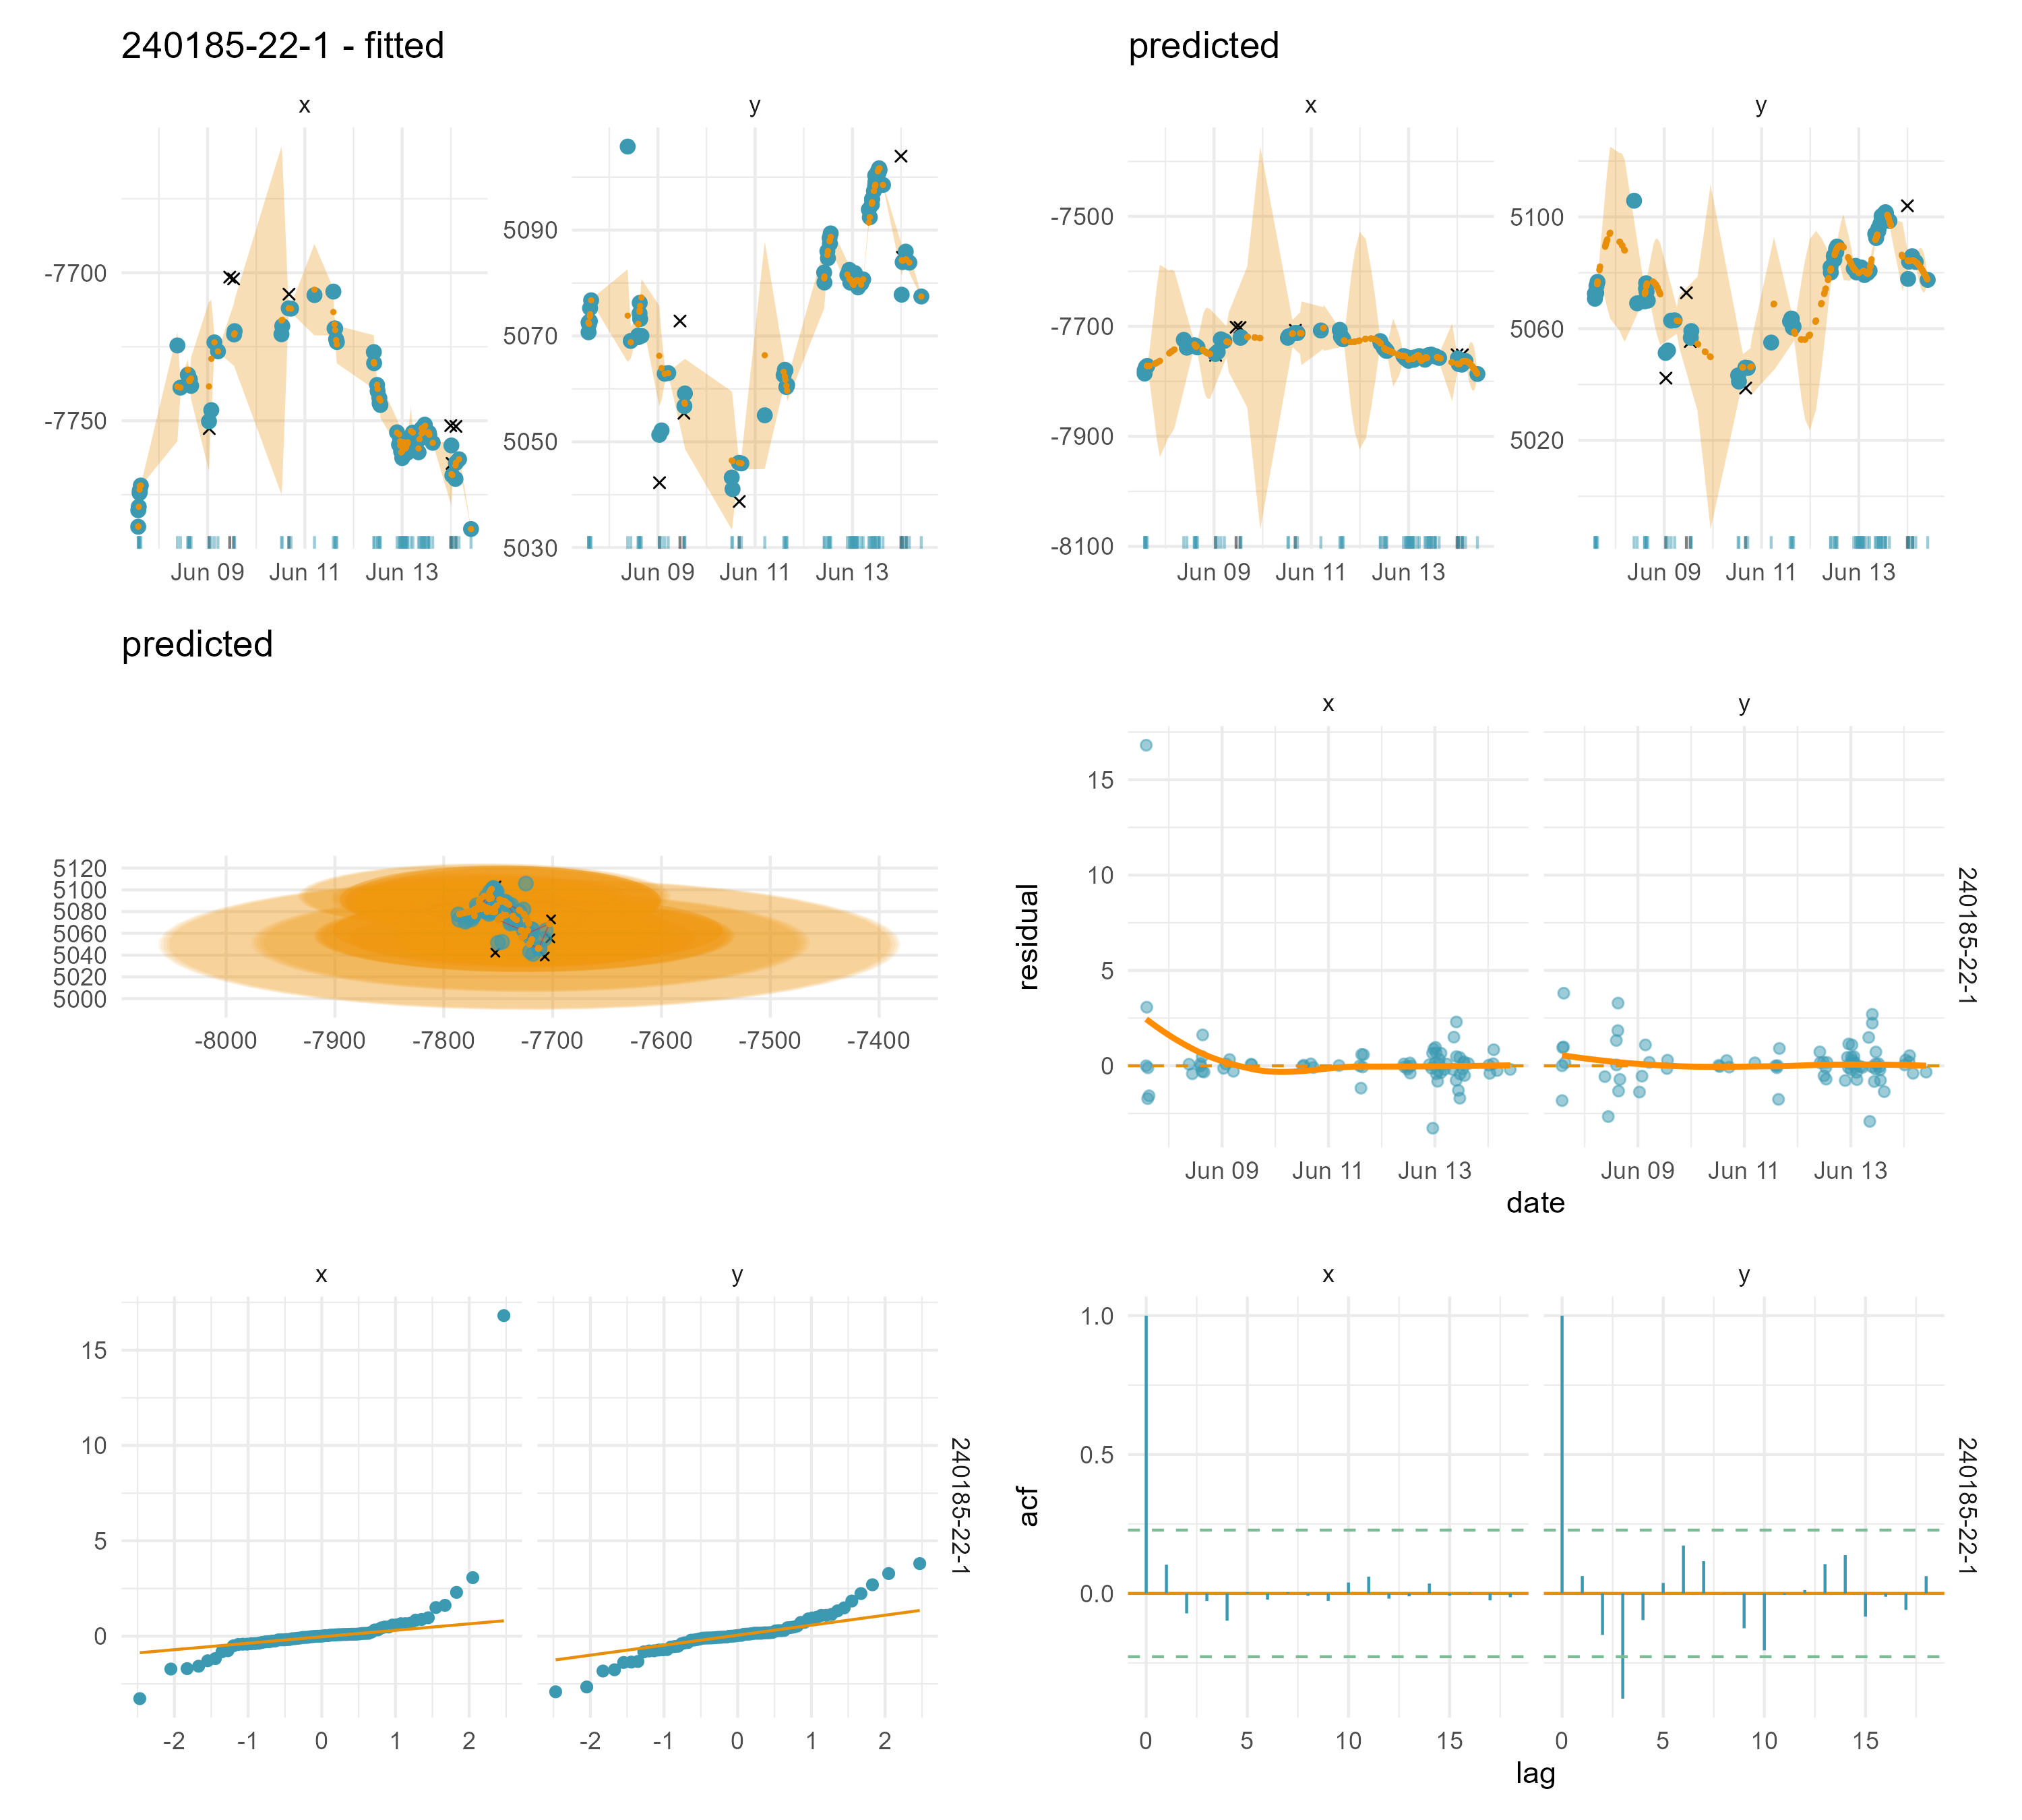 240185-22-1 - fitted
predicted
x
y
x
y
-7700
-7750
5090
5070
5050
5030
-7500
-7700
-7900
-8100
5100
5060
5020
Jun 09 Jun 11 Jun 13
Jun 09 Jun 11 Jun 13
Jun 09 Jun 11 Jun 13
Jun 09 Jun 11 Jun 13
predicted
5120
5100
5080
5060
5040
5020
5000
-8000 -7900 -7800 -7700 -7600 -7500 -7400
x
y
residual
15
10
5
0
240185-22-1
Jun 09 Jun 11 Jun 13
Jun 09 Jun 11 Jun 13
date
x
y
15
10
5
0
240185-22-1
-2 -1 0 1 2
-2 -1 0 1 2
x
y
acf
1.0
0.5
0.0
240185-22-1
0 5 10 15
0 5 10 15
lag